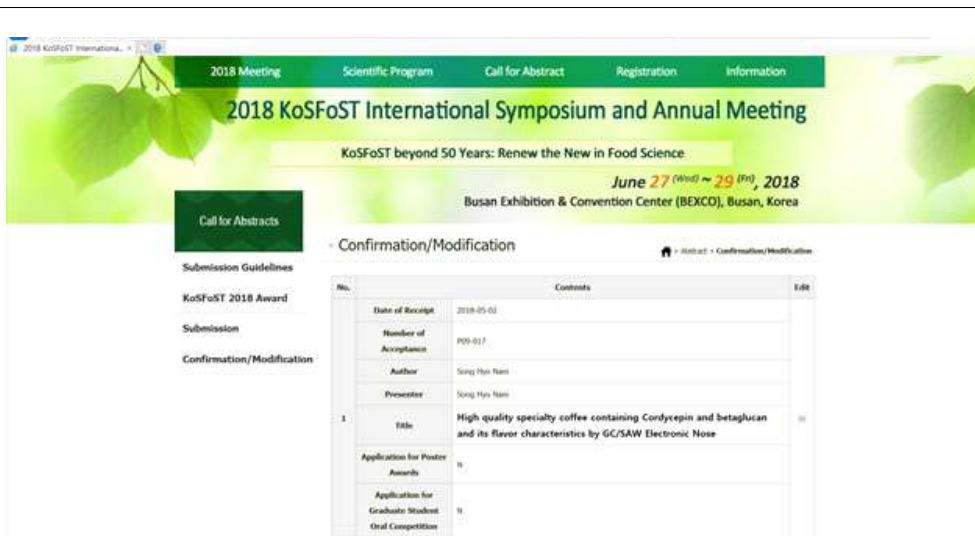 2018 KoSFoST Internationa...
2018 Meeting Scientific Program Call for Abstract Registration Information
2018 KoSFoST International Symposium and Annual Meeting
KoSFoST beyond 50 Years: Renew the New in Food Science
June 27 (Wed) ~ 29 (Fri), 2018
Busan Exhibition & Convention Center (BEXCO), Busan, Korea
Call for Abstracts
Confirmation/Modification
> Abstract > Confirmation/Modification
Submission Guidelines
KoSFoST 2018 Award
Submission
Confirmation/Modification
No. Contents Edit
Date of Receipt 2018-05-02
Number of
Acceptance
P09-017
Author Song Hyo Nam
Presenter Song Hyo Nam
1
Title
High quality specialty coffee containing Cordycepin and betaglucan
and its flavor characteristics by GC/SAW Electronic Nose
Application for Poster
Awards
N
Application for
Graduate Student
Oral Competition
N